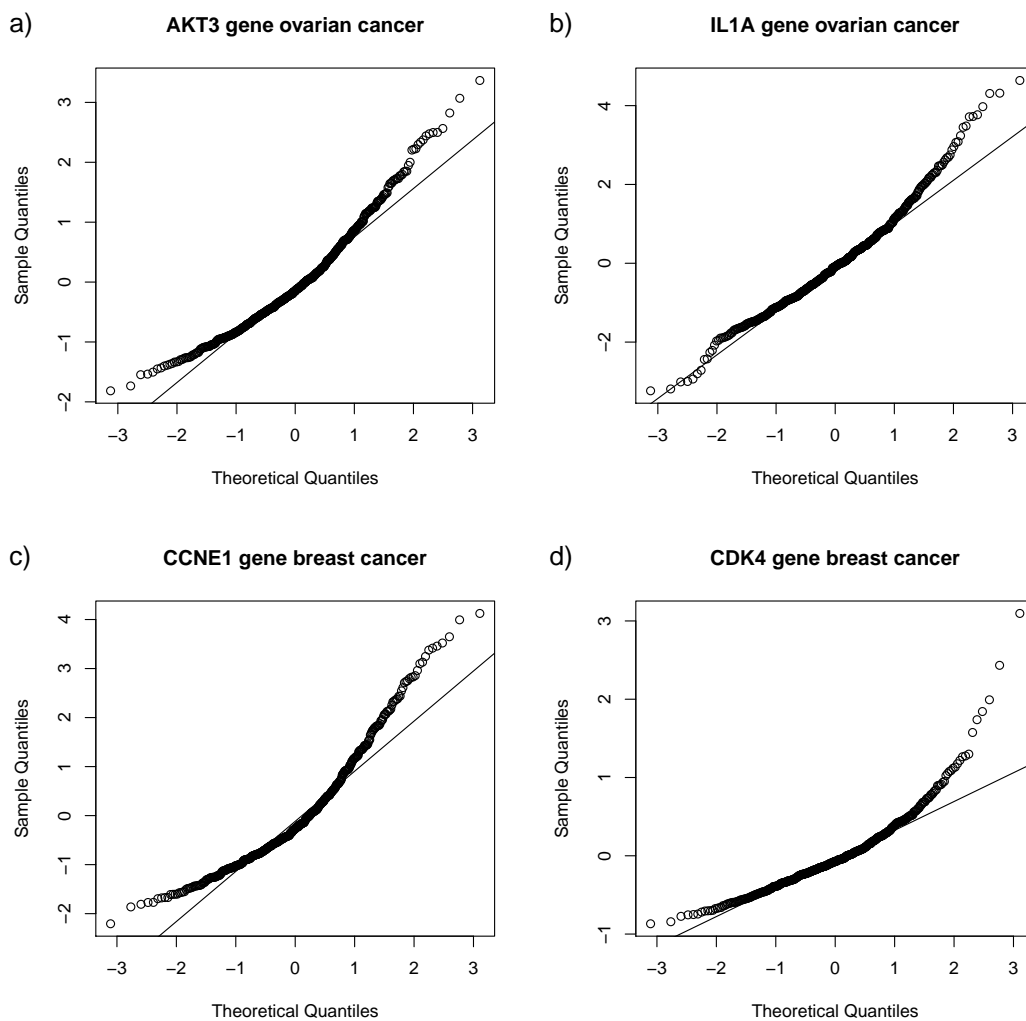 a)
AKT3 gene ovarian cancer
Sample Quantiles
3
2
1
0
−1
−2
−3 −2 −1 0 1 2 3
Theoretical Quantiles
b)
IL1A gene ovarian cancer
Sample Quantiles
4
2
0
−2
−3 −2 −1 0 1 2 3
Theoretical Quantiles
c)
CCNE1 gene breast cancer
Sample Quantiles
4
3
2
1
0
−1
−2
−3 −2 −1 0 1 2 3
Theoretical Quantiles
d)
CDK4 gene breast cancer
Sample Quantiles
3
2
1
0
−1
−3 −2 −1 0 1 2 3
Theoretical Quantiles